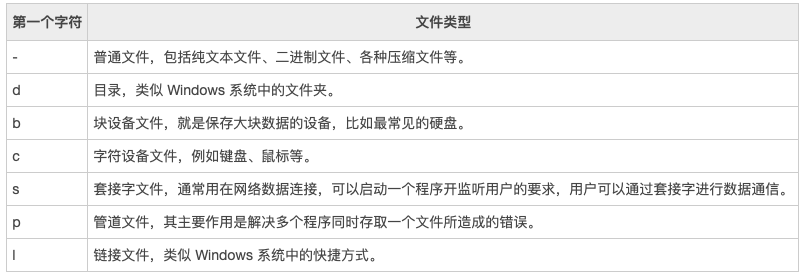 第一个字符 文件类型
- 普通文件，包括纯文本文件、二进制文件、各种压缩文件等。
d 目录，类似 Windows 系统中的文件夹。
b 块设备文件，就是保存大块数据的设备，比如最常见的硬盘。
c 字符设备文件，例如键盘、鼠标等。
s 套接字文件，通常用在网络数据连接，可以启动一个程序开监听用户的要求，用户可以通过套接字进行数据通信。
p 管道文件，其主要作用是解决多个程序同时存取一个文件所造成的错误。
l 链接文件，类似 Windows 系统中的快捷方式。